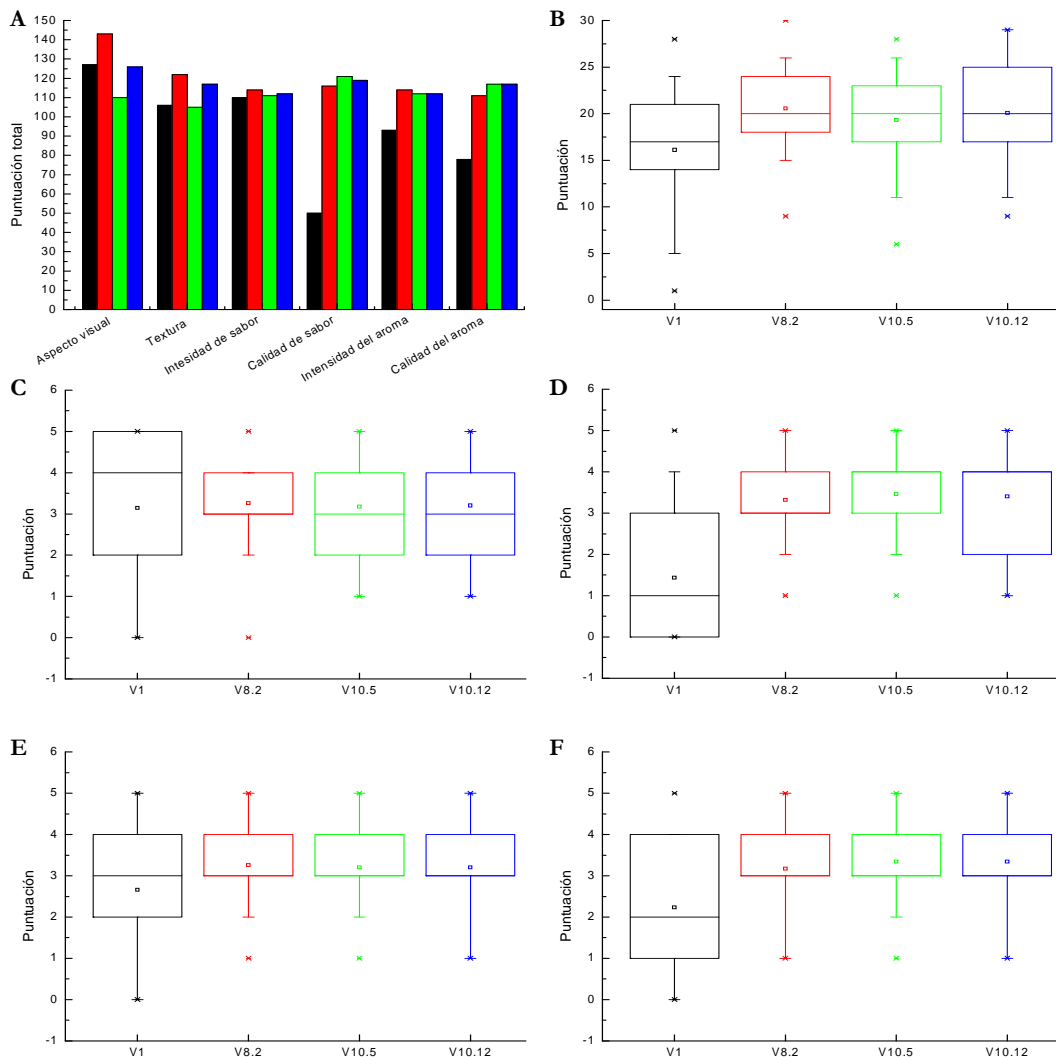 A
Puntuación total
150
140
130
120
110
100
90
80
70
60
50
40
30
20
10
0
Aspecto visual
Textura
Intesidad de sabor
Calidad de sabor
Intensidad del aroma
Calidad del aroma
B
Puntuación
30
25
20
15
10
5
0
V1 V8.2 V10.5 V10.12
C
Puntuación
6
5
4
3
2
1
0
-1
V1 V8.2 V10.5 V10.12
D
Puntuación
6
5
4
3
2
1
0
-1
V1 V8.2 V10.5 V10.12
E
Puntuación
6
5
4
3
2
1
0
-1
V1 V8.2 V10.5 V10.12
F
Puntuación
6
5
4
3
2
1
0
-1
V1 V8.2 V10.5 V10.12